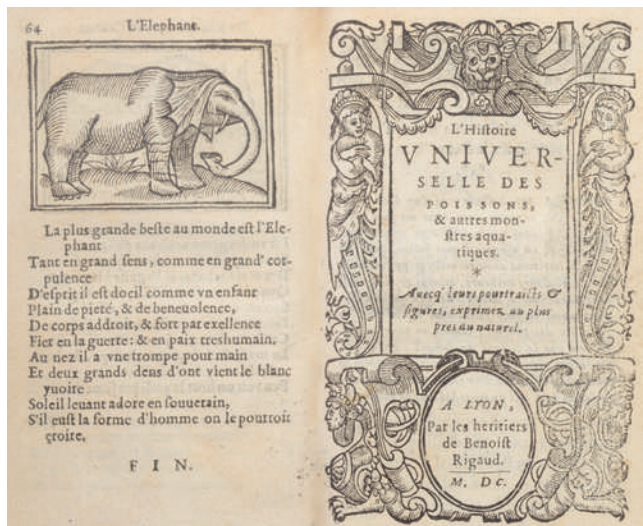 64 L'Elephant.
La plus grande beste au monde est l'Ele-
phant
Tant en grand sens, comme en grand' cor-
pulence
D'esprit il est docil comme vn enfant
Plain de pieté, & de beneuolence,
De corps addroit, & fort par exellence
Fier en la guerre: & en paix treshumain.
Au nez il a vne trompe pour main
Et deux grands dens d'ont vient le blanc
yuoire
Soleil leuant adore en souuerain,
S'il eust la forme d'homme on le pourroit
croire.
FIN.
L'Histoire
VNIVER-
SELLE DES
POISSONS,
& autres mon-
stres aqua-
tiques.
*
Auecq' leurs pourtraicts &
figures, exprimez au plus
pres du naturel.
A LYON,
Par les heritiers
de Benoist
Rigaud.
M. DC.